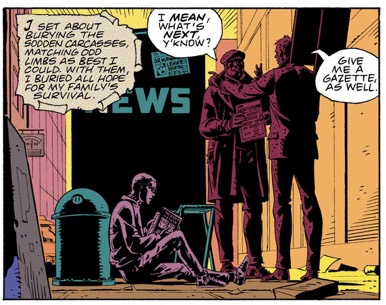 I SET ABOUT
BURYING THE
SODDEN CARCASSES,
MATCHING ODD
LIMBS AS BEST I
COULD. WITH THEM,
I BURIED ALL HOPE
FOR MY FAMILY'S
SURVIVAL.
I MEAN,
WHAT'S
NEXT,
Y'KNOW?
GIVE
ME A
GAZETTE,
AS WELL.
NEWS